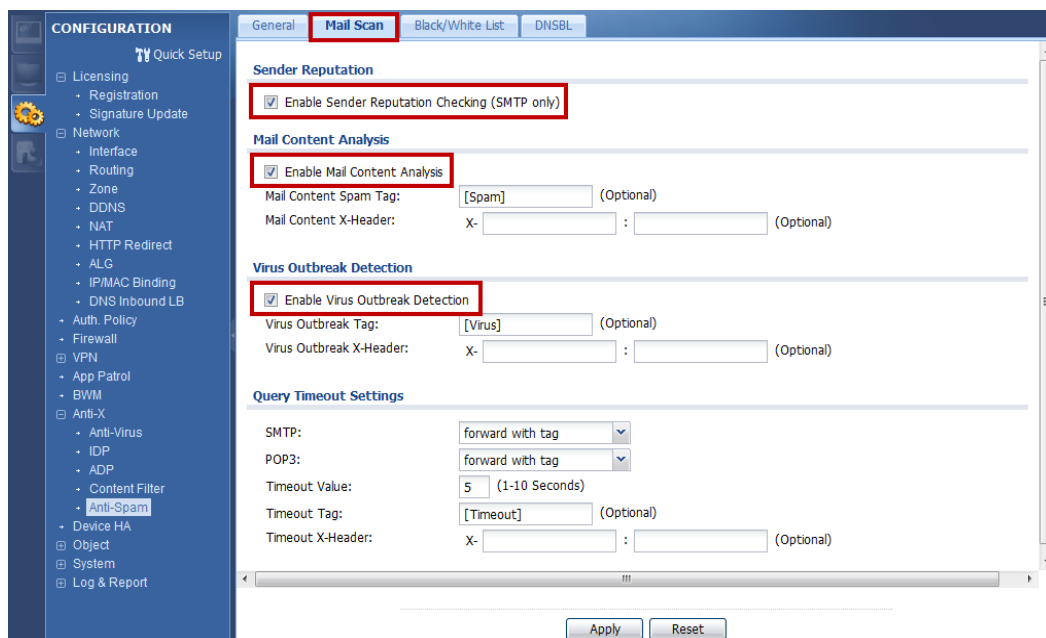 CONFIGURATION
Quick Setup
Licensing
Registration
Signature Update
Network
Interface
Routing
Zone
DDNS
NAT
HTTP Redirect
ALG
IP/MAC Binding
DNS Inbound LB
Auth. Policy
Firewall
VPN
App Patrol
BWM
Anti-X
Anti-Virus
IDP
ADP
Content Filter
Anti-Spam
Device HA
Object
System
Log & Report
General Mail Scan Black/White List DNSBL
Sender Reputation
Enable Sender Reputation Checking (SMTP only)
Mail Content Analysis
Enable Mail Content Analysis
Mail Content Spam Tag: [Spam] (Optional)
Mail Content X-Header: X- : (Optional)
Virus Outbreak Detection
Enable Virus Outbreak Detection
Virus Outbreak Tag: [Virus] (Optional)
Virus Outbreak X-Header: X- : (Optional)
Query Timeout Settings
SMTP: forward with tag
POP3: forward with tag
Timeout Value: 5 (1-10 Seconds)
Timeout Tag: [Timeout] (Optional)
Timeout X-Header: X- : (Optional)
Apply Reset